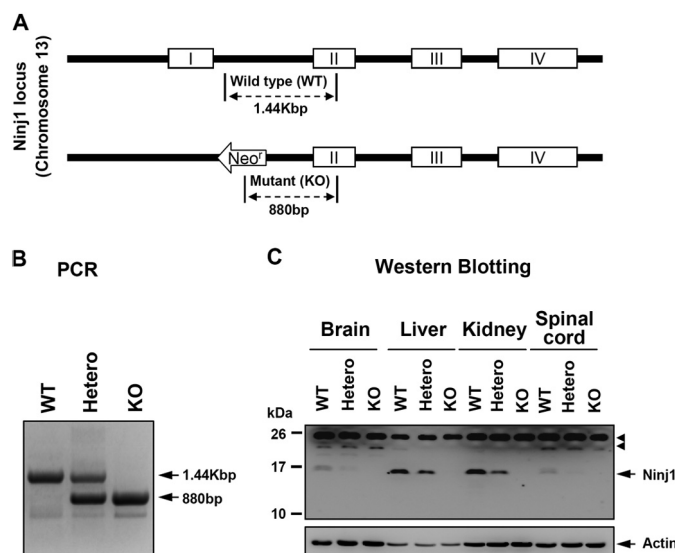 A
Ninj1 locus
(Chromosome 13)
I
II
III
IV
Wild type (WT)
1.44Kbp
Neoʳ
II
III
IV
Mutant (KO)
880bp
B
PCR
WT
Hetero
KO
1.44Kbp
880bp
C
Western Blotting
Brain
Liver
Kidney
Spinal
cord
WT
Hetero
KO
WT
Hetero
KO
WT
Hetero
KO
WT
Hetero
KO
kDa
26
17
10
Ninj1
Actin